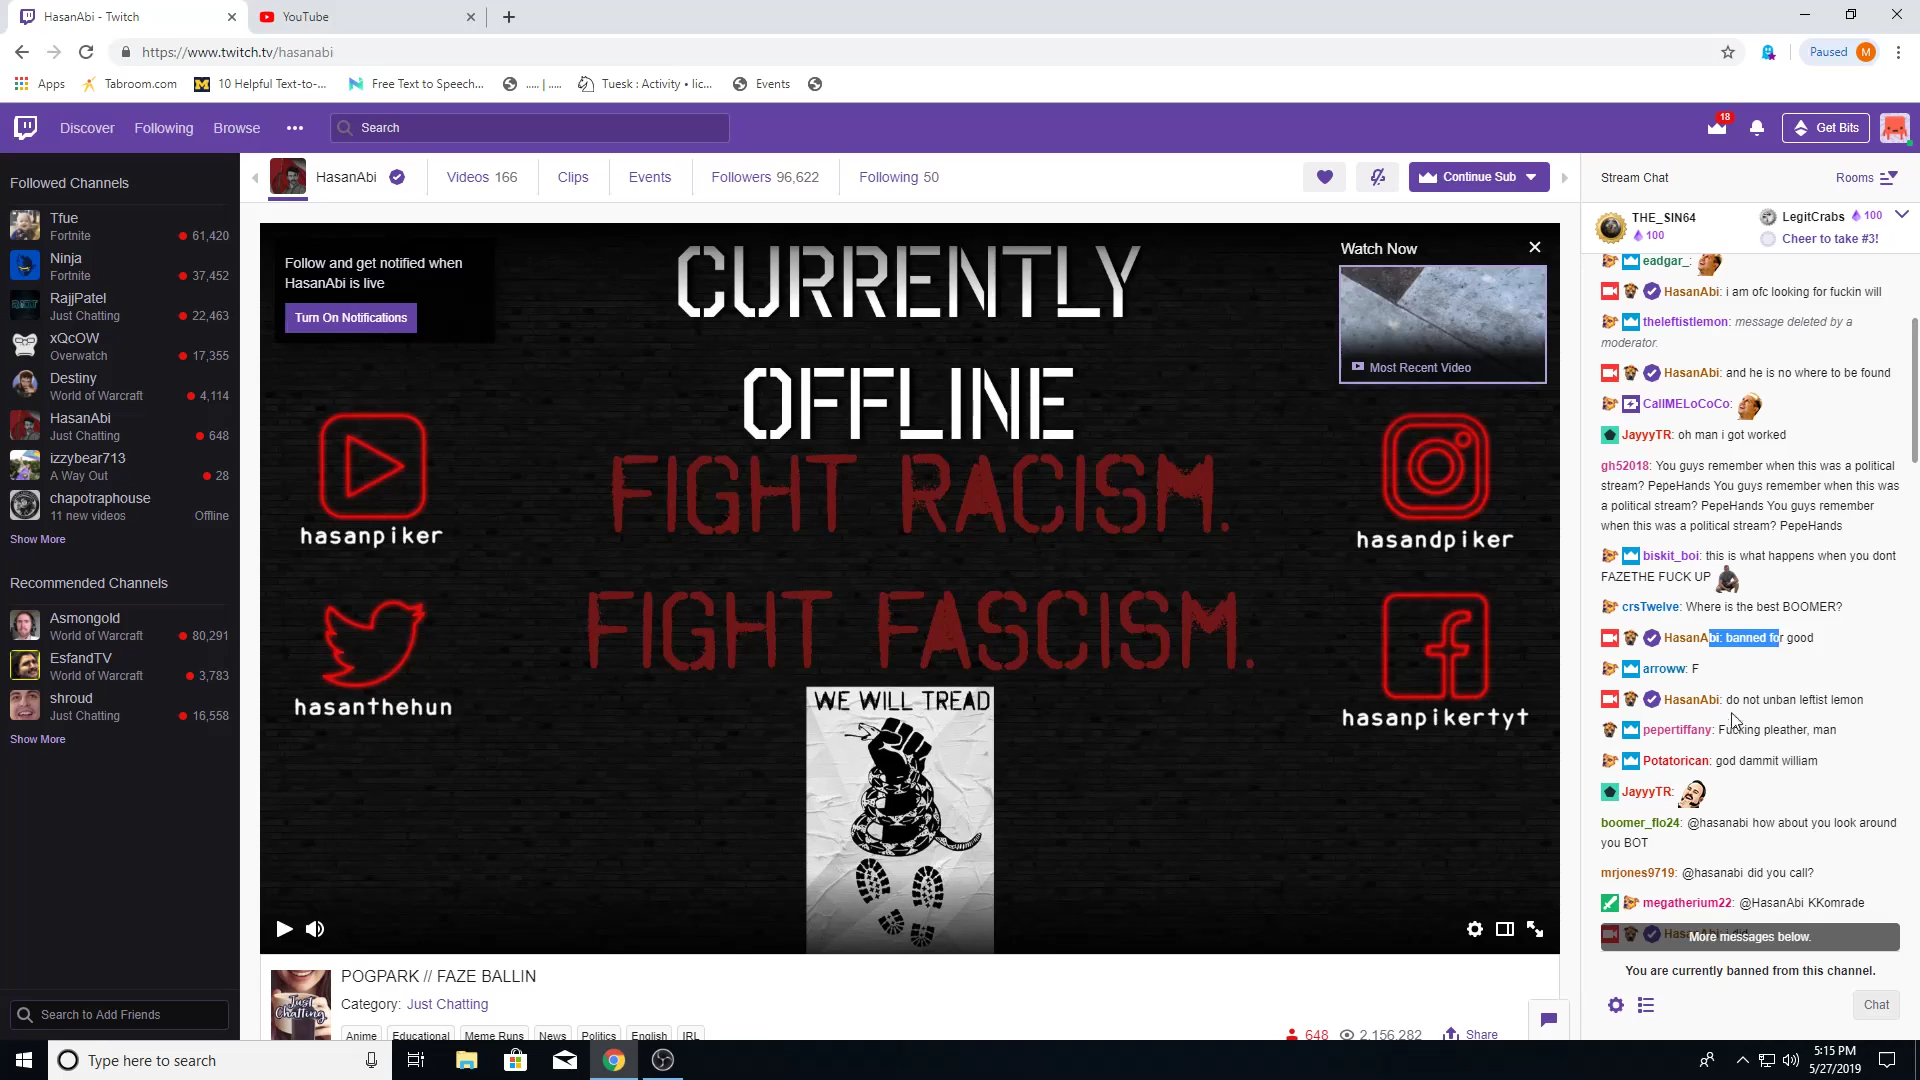 HasanAbi - Twitch
YouTube
https://www.twitch.tv/hasanabi
Paused
M
Apps
Tabroom.com
10 Helpful Text-to-...
Free Text to Speech...
..... | .....
Tuesk : Activity • lic...
Events
Discover
Following
Browse
Search
18
Get Bits
Followed Channels
Tfue
Fortnite
61,420
Ninja
Fortnite
37,452
RajjPatel
Just Chatting
22,463
xQcOW
Overwatch
17,355
Destiny
World of Warcraft
4,114
HasanAbi
Just Chatting
648
izzybear713
A Way Out
28
chapotraphouse
11 new videos
Offline
Show More
Recommended Channels
Asmongold
World of Warcraft
80,291
EsfandTV
World of Warcraft
3,783
shroud
Just Chatting
16,558
Show More
Search to Add Friends
HasanAbi
Videos 166
Clips
Events
Followers 96,622
Following 50
Continue Sub
Follow and get notified when
HasanAbi is live
Turn On Notifications
CURRENTLY
OFFLINE
FIGHT RACISM.
FIGHT FASCISM.
Watch Now
Most Recent Video
hasanpiker
hasandpiker
hasanthehun
hasanpikertyt
WE WILL TREAD
POGPARK // FAZE BALLIN
Category: Just Chatting
Just
Chatting
Anime
Educational
Meme Runs
News
Politics
English
IRL
648
2,156,282
Share
Stream Chat
Rooms
THE_SIN64
100
LegitCrabs
100
Cheer to take #3!
eadgar_:
HasanAbi: i am ofc looking for fuckin will
theleftistlemon: message deleted by a
moderator.
HasanAbi: and he is no where to be found
CallMELoCoCo:
JayyyTR: oh man i got worked
gh52018: You guys remember when this was a political
stream? PepeHands You guys remember when this was
a political stream? PepeHands You guys remember
when this was a political stream? PepeHands
biskit_boi: this is what happens when you dont
FAZETHE FUCK UP
crsTwelve: Where is the best BOOMER?
HasanAbi: banned for good
arroww: F
HasanAbi: do not unban leftist lemon
pepertiffany: Fucking pleather, man
Potatorican: god dammit william
JayyyTR:
boomer_flo24: @hasanabi how about you look around
you BOT
mrjones9719: @hasanabi did you call?
megatherium22: @HasanAbi KKomrade
HasanAbi: i did
More messages below.
You are currently banned from this channel.
Chat
Type here to search
5:15 PM
5/27/2019